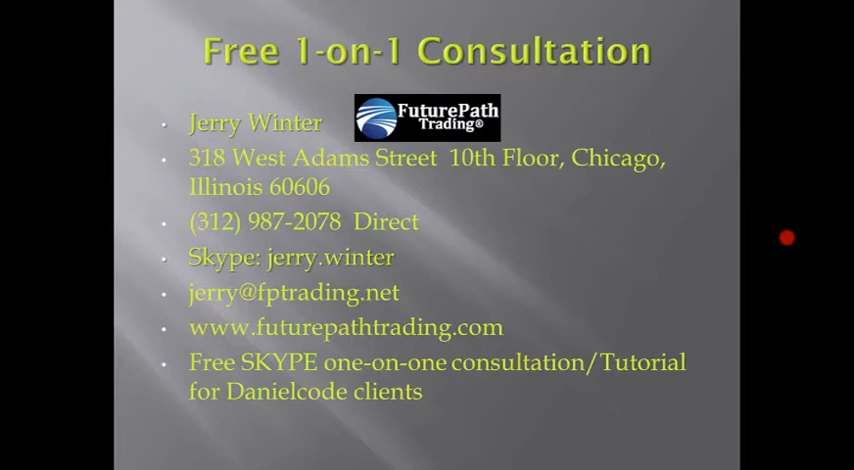 Free 1-on-1 Consultation
Jerry Winter
FuturePath
Trading®
318 West Adams Street 10th Floor, Chicago,
Illinois 60606
(312) 987-2078 Direct
Skype: jerry.winter
jerry@fptrading.net
www.futurepathtrading.com
Free SKYPE one-on-one consultation/Tutorial
for Danielcode clients